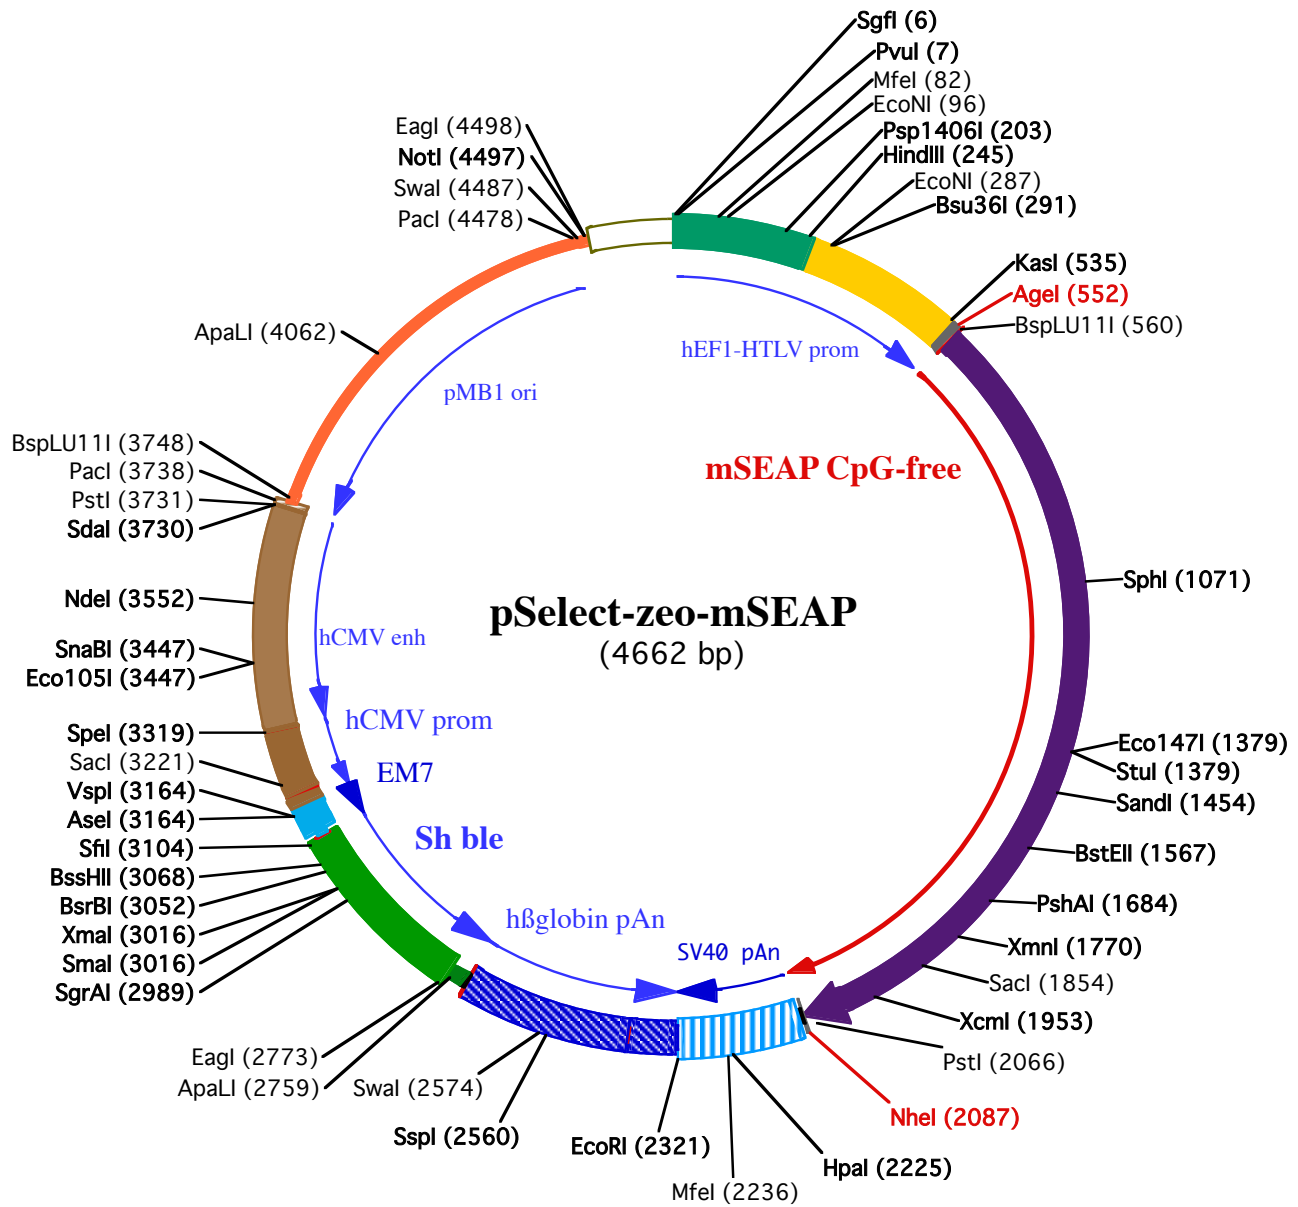 SgfI (6)
PvuI (7)
MfeI (82)
EcoNI (96)
Psp1406I (203)
HindIII (245)
EcoNI (287)
Bsu36I (291)
KasI (535)
AgeI (552)
BspLU11I (560)
SphI (1071)
Eco147I (1379)
StuI (1379)
SandI (1454)
BstEII (1567)
PshAI (1684)
XmnI (1770)
SacI (1854)
XcmI (1953)
PstI (2066)
NheI (2087)
HpaI (2225)
MfeI (2236)
EcoRI (2321)
SspI (2560)
SwaI (2574)
ApaLI (2759)
EagI (2773)
SgrAI (2989)
SmaI (3016)
XmaI (3016)
BsrBI (3052)
BssHII (3068)
SfiI (3104)
AseI (3164)
VspI (3164)
SacI (3221)
SpeI (3319)
Eco105I (3447)
SnaBI (3447)
NdeI (3552)
SdaI (3730)
PstI (3731)
PacI (3738)
BspLU11I (3748)
ApaLI (4062)
PacI (4478)
SwaI (4487)
NotI (4497)
EagI (4498)
hEF1-HTLV prom
pMB1 ori
mSEAP CpG-free
pSelect-zeo-mSEAP
(4662 bp)
hCMV enh
hCMV prom
EM7
Sh ble
hßglobin pAn
SV40 pAn